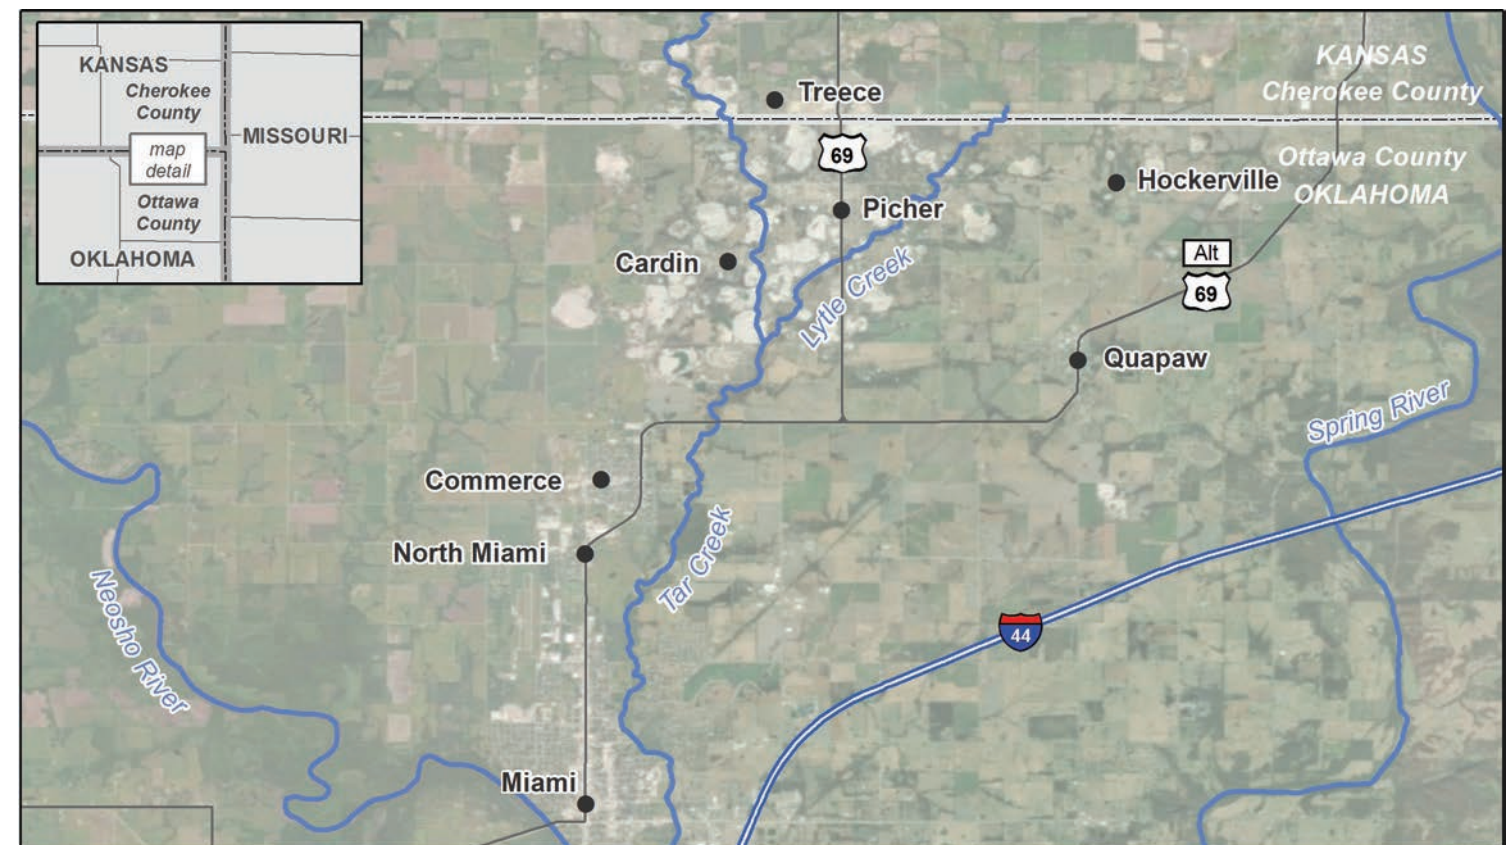 KANSAS
Cherokee
County
MISSOURI
map
detail
Ottawa
County
OKLAHOMA
KANSAS
Cherokee County
Treece
69
Ottawa County
OKLAHOMA
Hockerville
Picher
Alt
69
Cardin
Lytle Creek
Quapaw
Spring River
Commerce
North Miami
Tar Creek
Neosho River
44
Miami